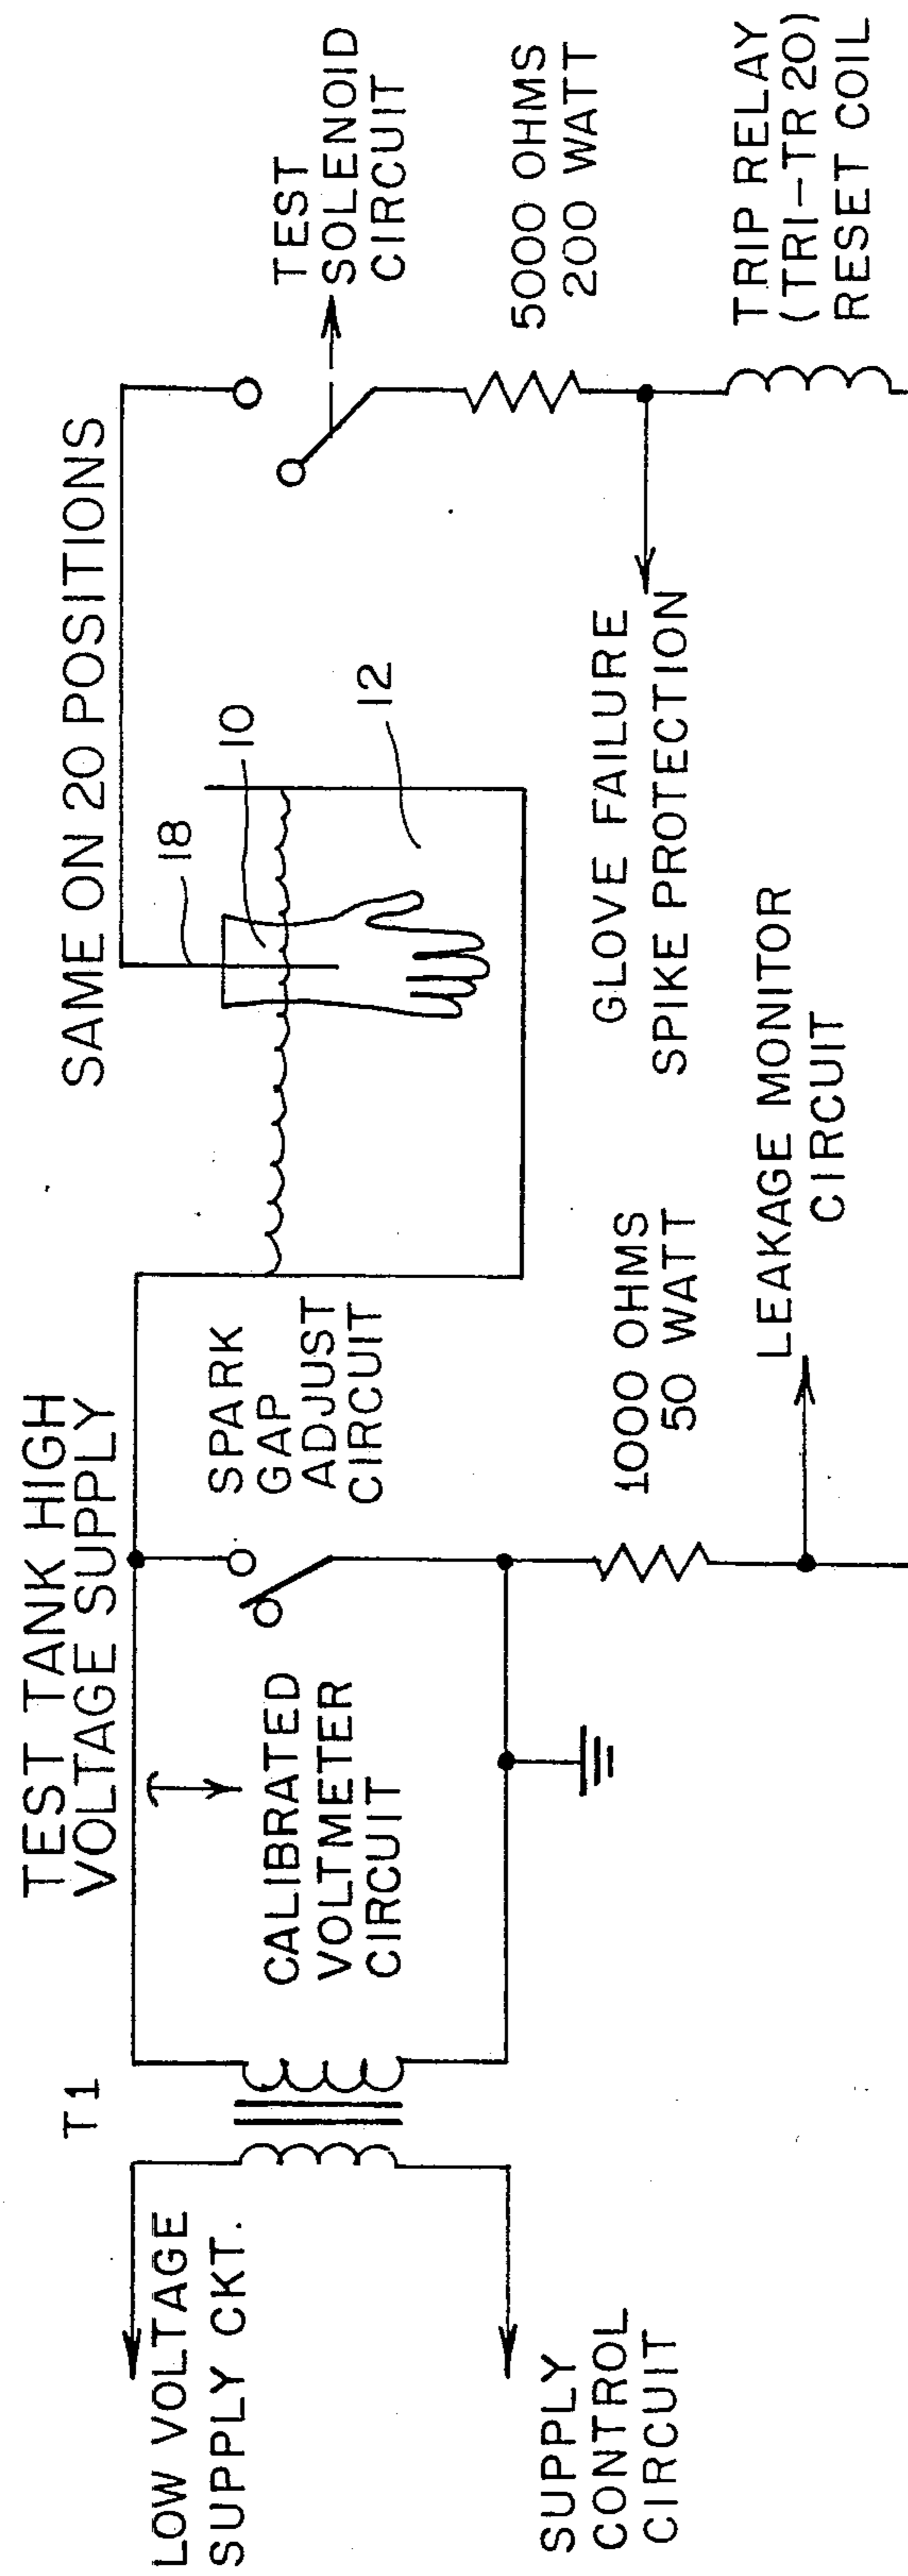 LOW VOLTAGE
SUPPLY CKT.
SUPPLY
CONTROL
CIRCUIT
T1
TEST TANK HIGH
VOLTAGE SUPPLY
CALIBRATED
VOLTMETER
CIRCUIT
SPARK
GAP
ADJUST
CIRCUIT
1000 OHMS
50 WATT
LEAKAGE MONITOR
CIRCUIT
SAME ON 20 POSITIONS
18
10
12
GLOVE FAILURE
SPIKE PROTECTION
TEST
SOLENOID
CIRCUIT
5000 OHMS
200 WATT
TRIP RELAY
(TRI-TR 20)
RESET COIL